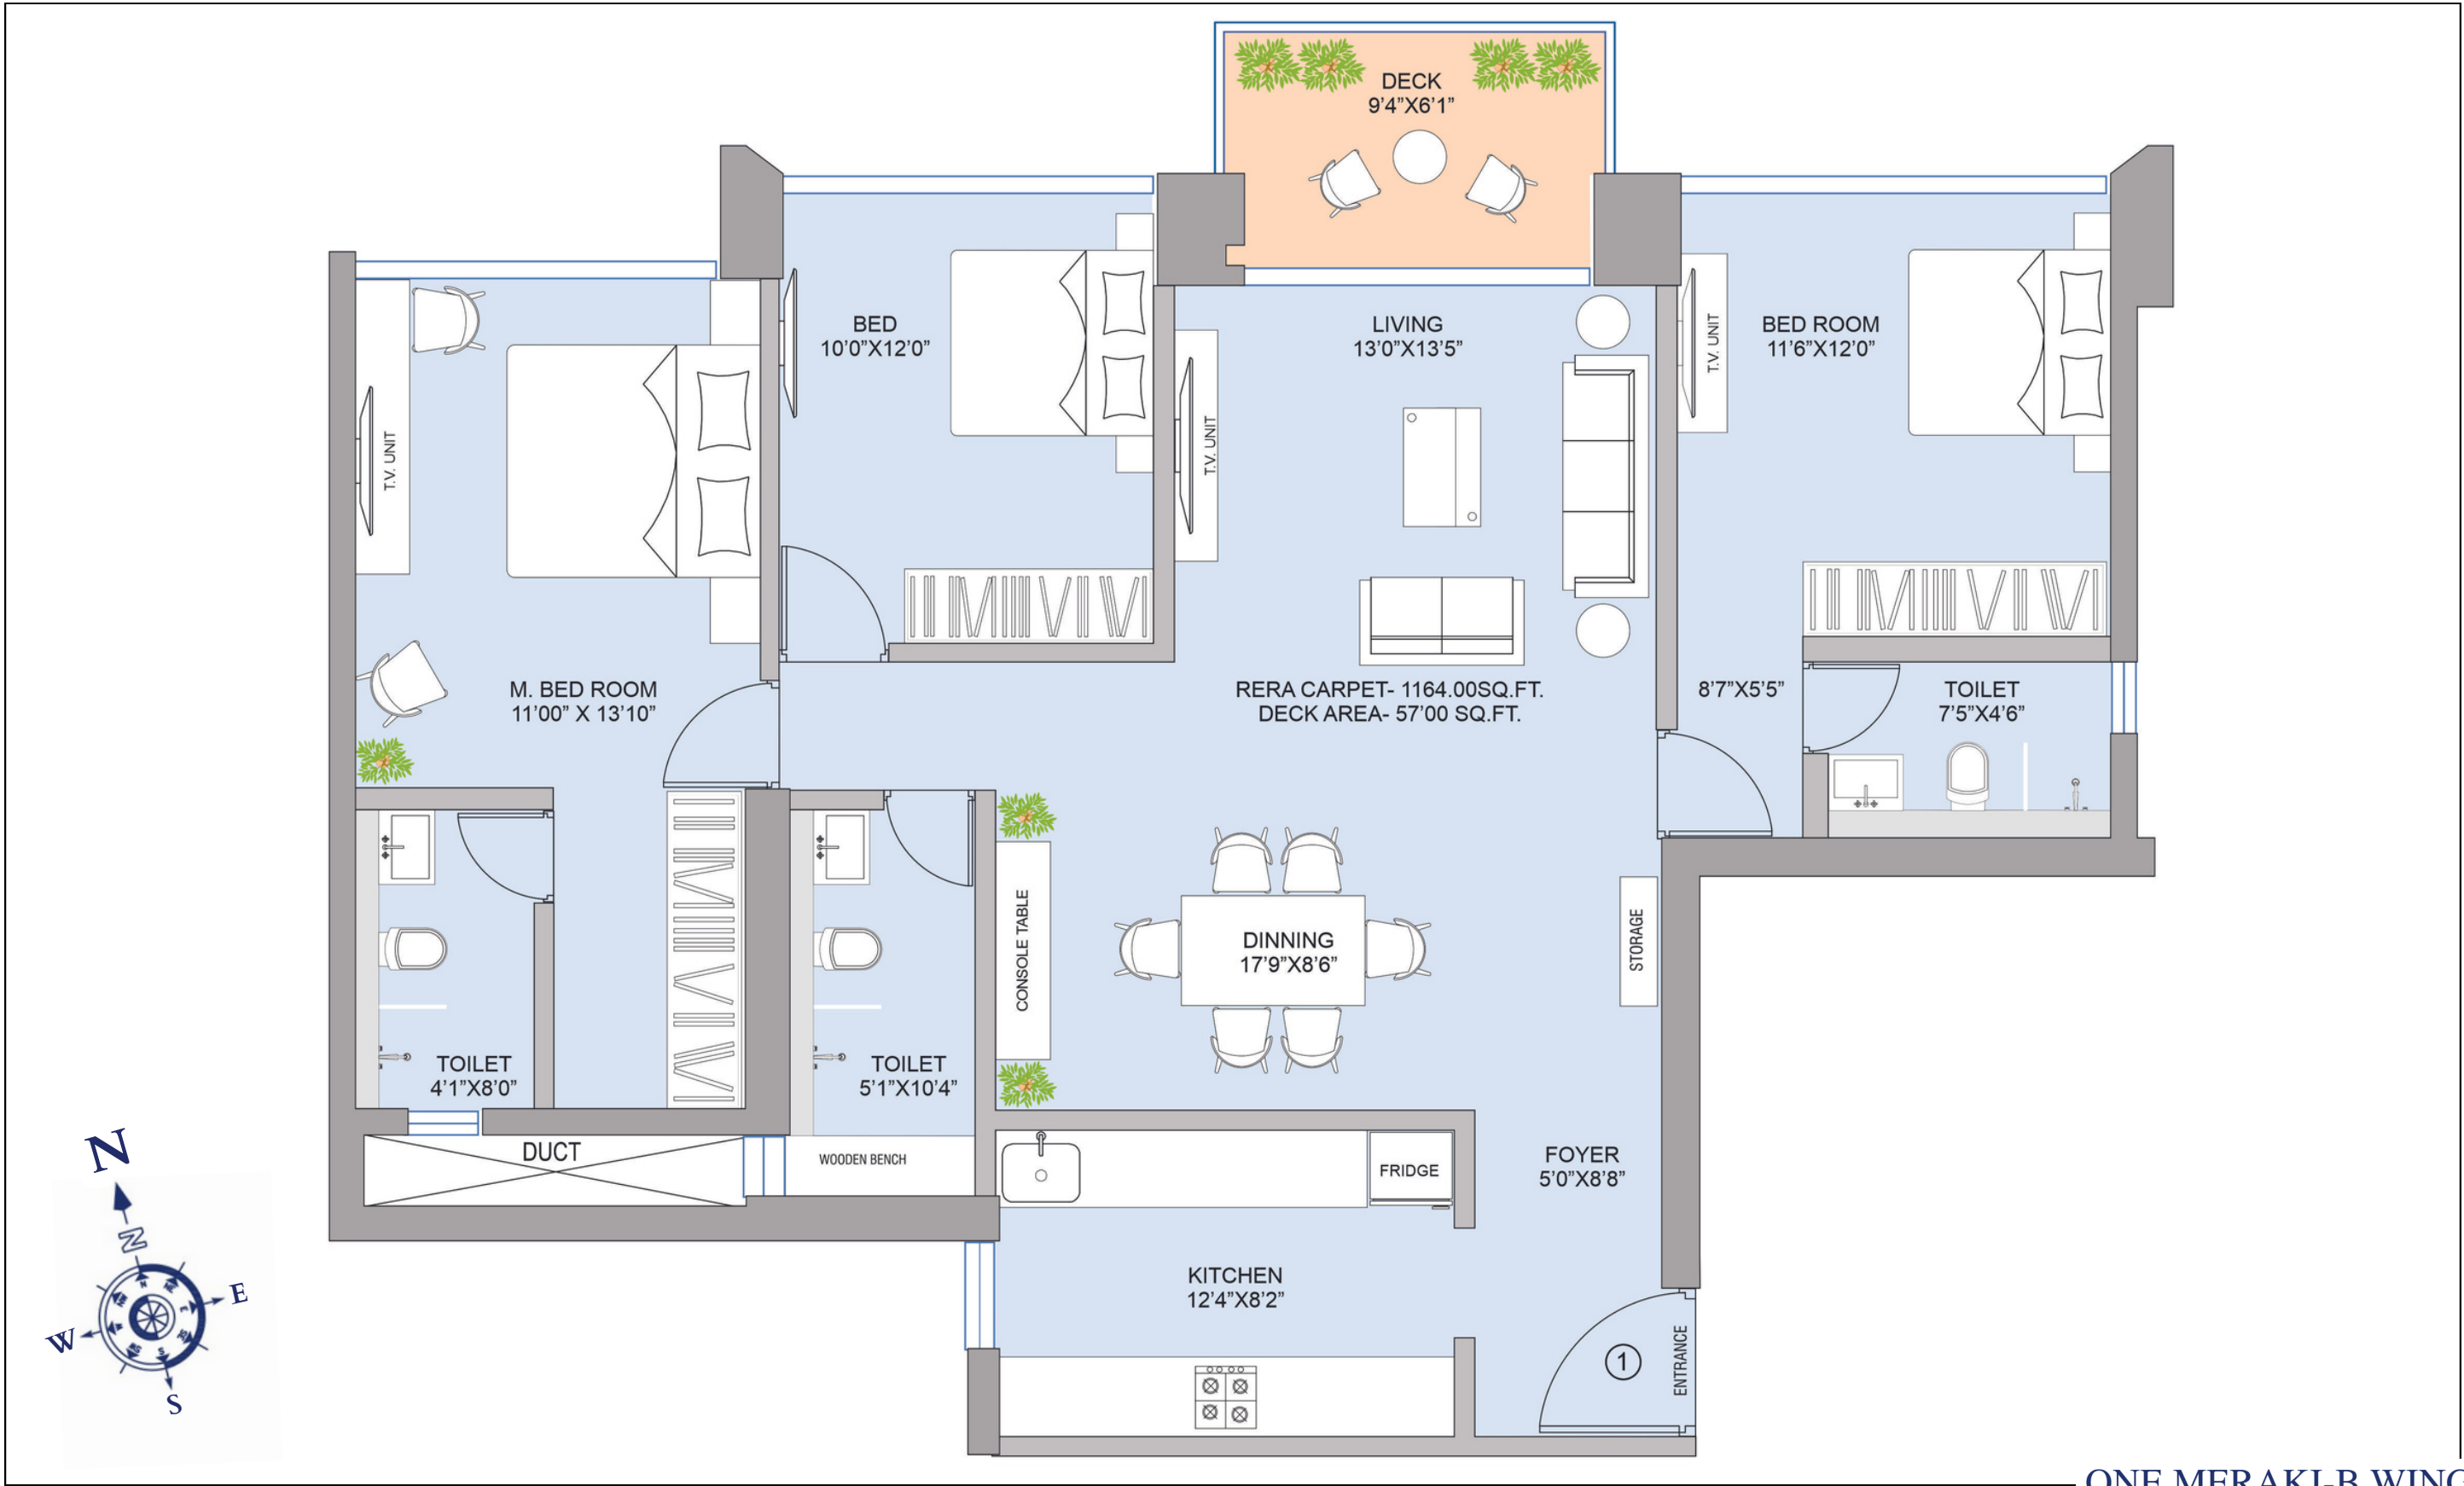 DECK
9'4"X6'1"
BED
10'0"X12'0"
LIVING
13'0"X13'5"
BED ROOM
11'6"X12'0"
T.V. UNIT
T.V. UNIT
T.V. UNIT
M. BED ROOM
11'00" X 13'10"
RERA CARPET- 1164.00SQ.FT.
DECK AREA- 57'00 SQ.FT.
8'7"X5'5"
TOILET
7'5"X4'6"
CONSOLE TABLE
DINNING
17'9"X8'6"
STORAGE
TOILET
4'1"X8'0"
TOILET
5'1"X10'4"
DUCT
WOODEN BENCH
FRIDGE
FOYER
5'0"X8'8"
KITCHEN
12'4"X8'2"
1
ENTRANCE
N
N
E
W
S
ONE MERAKI-B WING